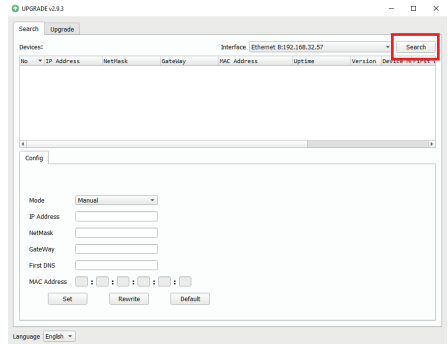 UPGRADE v2.9.3
Search Upgrade
Devices: Interface Ethernet 8:192.168.32.57 Search
No IP Address NetMask GateWay MAC Address Uptime Version Device
Config
Mode Manual
IP Address
NetMask
GateWay
First DNS
MAC Address : : : : :
Set Rewrite Default
Language English